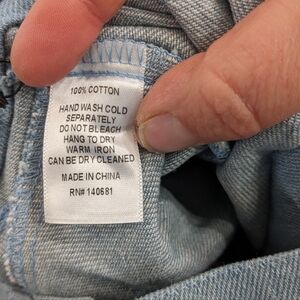 100% COTTON
HAND WASH COLD
SEPARATELY
DO NOT BLEACH
HANG TO DRY
WARM IRON
CAN BE DRY CLEANED
MADE IN CHINA
RN# 140681